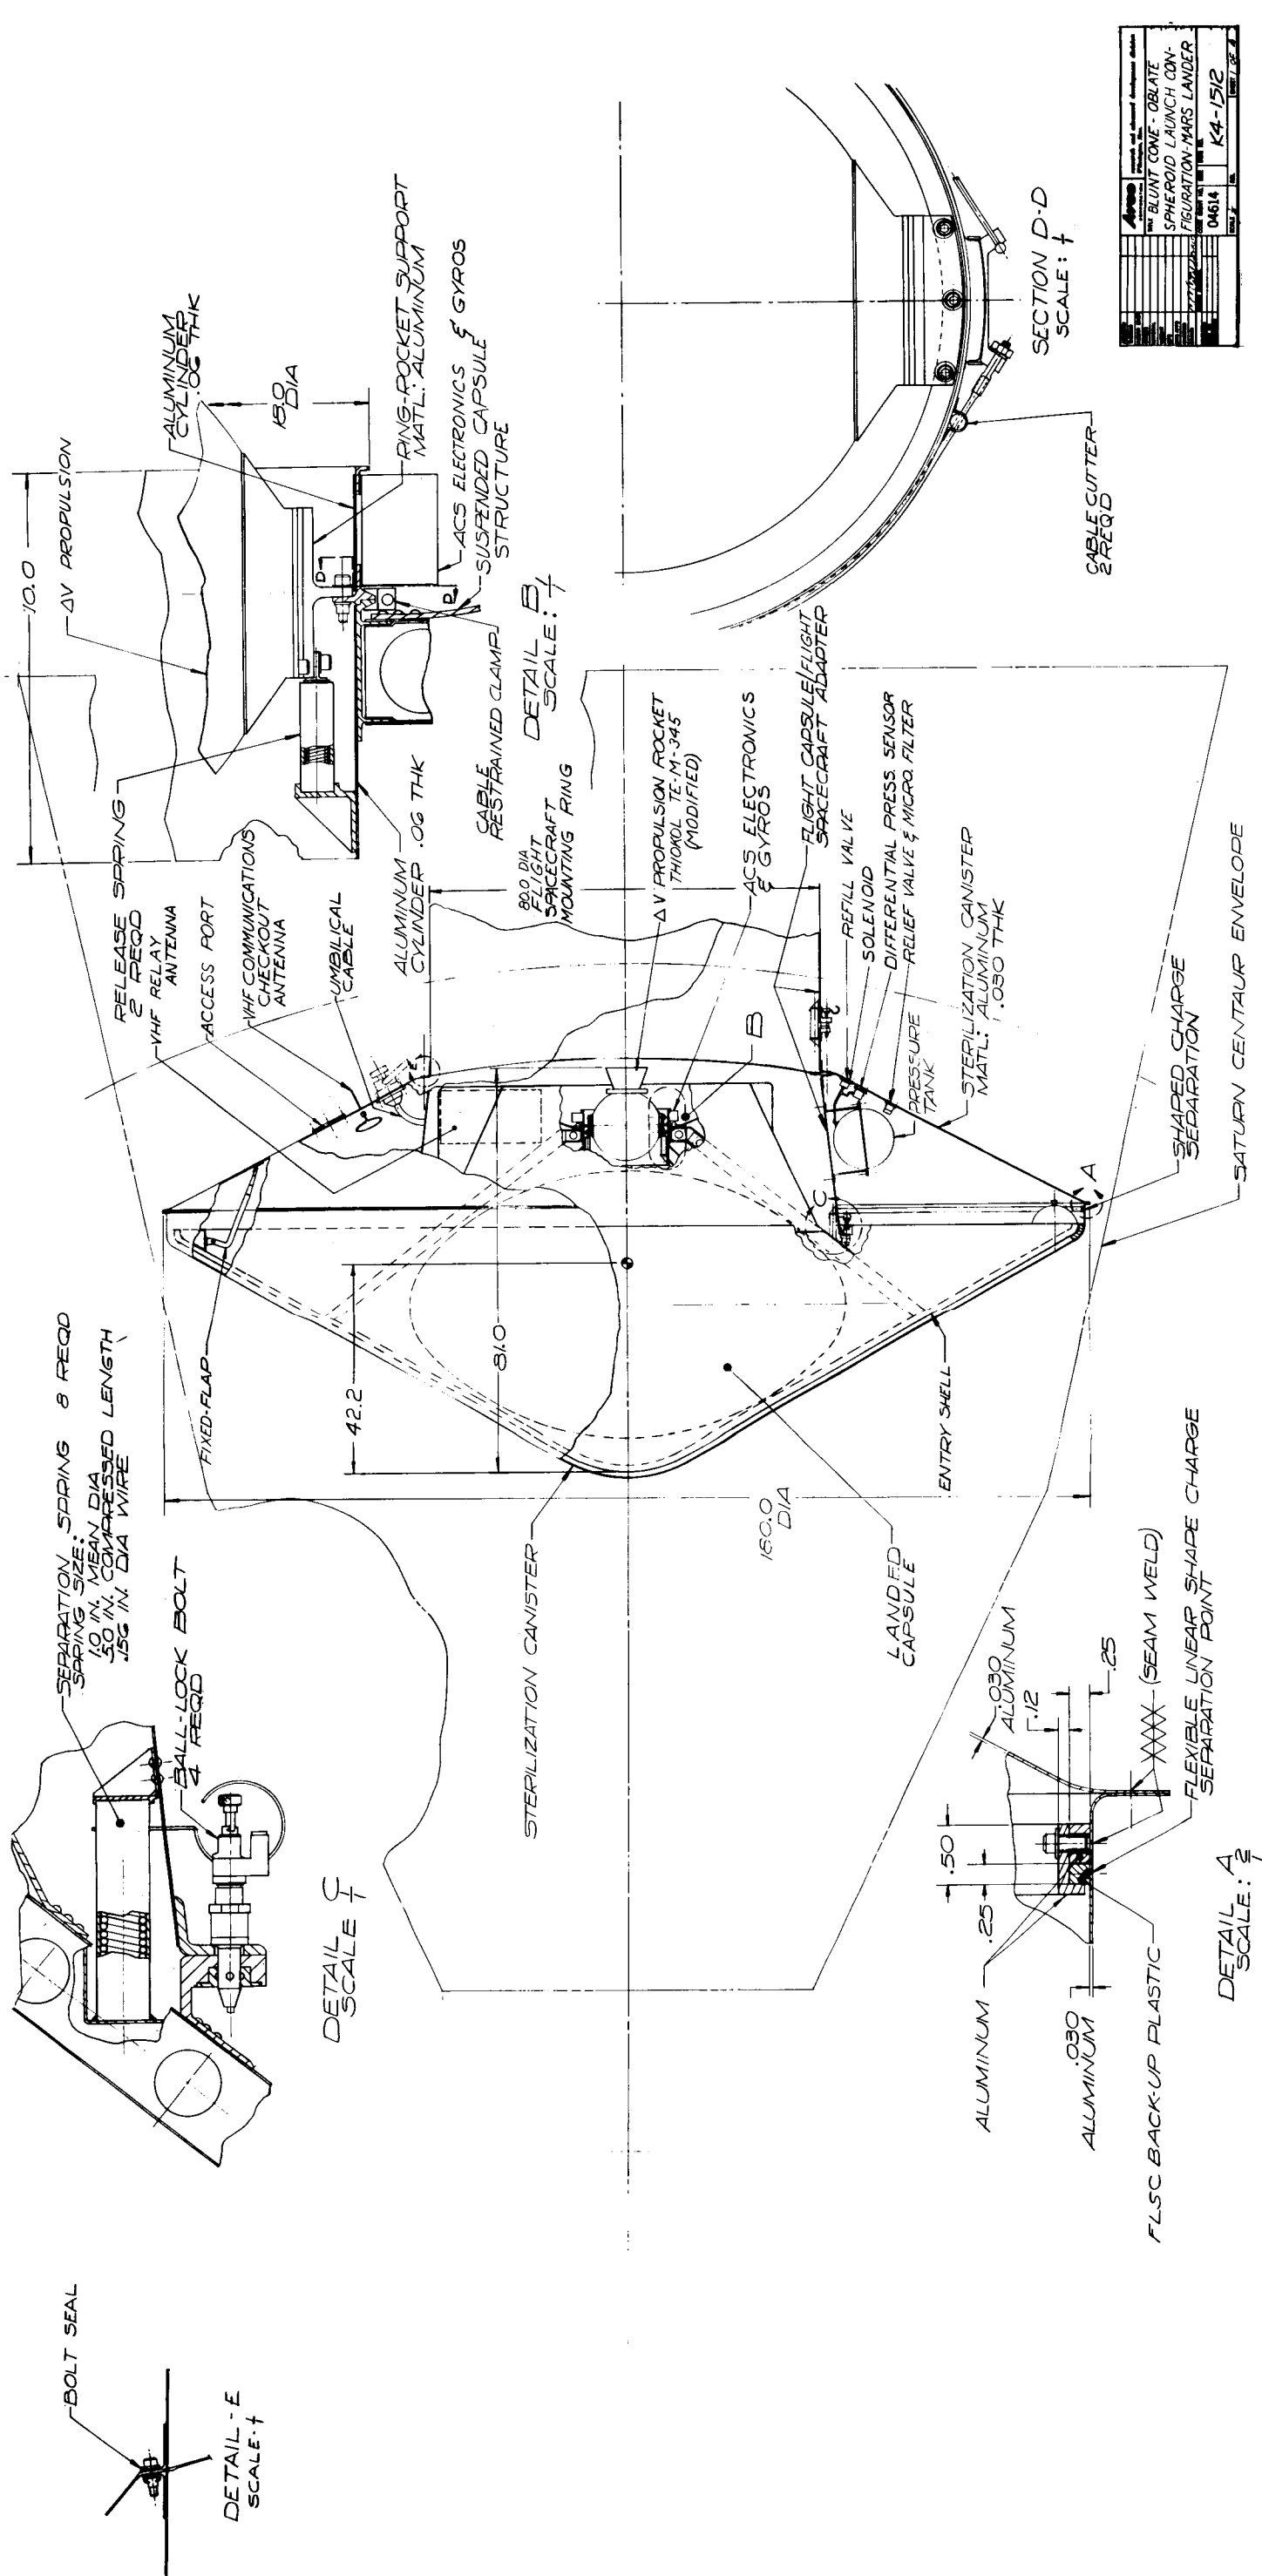 10.0
ΔV PROPULSION
ALUMINUM
CYLINDER
.06 THK
18.0
DIA
RING-ROCKET SUPPORT
MATL: ALUMINUM
ACS ELECTRONICS & GYROS
SUSPENDED CAPSULE
STRUCTURE
D
D
RELEASE SPRING
2 REQD
CABLE
RESTRAINED CLAMP
DETAIL B
SCALE: 1/1
ALUMINUM
CYLINDER .06 THK
VHF RELAY
ANTENNA
ACCESS PORT
VHF COMMUNICATIONS
CHECKOUT
ANTENNA
UMBILICAL
CABLE
80.0 DIA
FLIGHT
SPACECRAFT
MOUNTING RING
ΔV PROPULSION ROCKET
THIOKOL TE-M-345
(MODIFIED)
ACS ELECTRONICS
& GYROS
B
FLIGHT CAPSULE/FLIGHT
SPACECRAFT ADAPTER
REFILL VALVE
SOLENOID
DIFFERENTIAL PRESS. SENSOR
RELIEF VALVE & MICRO. FILTER
PRESSURE
TANK
STERILIZATION CANISTER
MATL: ALUMINUM
.030 THK
SHAPED CHARGE
SEPARATION
SATURN CENTAUR ENVELOPE
E
C
A
FIXED-FLAP
42.2
81.0
180.0
DIA
ENTRY SHELL
LANDED
CAPSULE
STERILIZATION CANISTER
SECTION D-D
SCALE: 1/1
CABLE CUTTER
2 REQD
SEPARATION SPRING 8 REQD
SPRING SIZE:
1.0 IN. MEAN DIA
5.0 IN. COMPRESSED LENGTH
.156 IN. DIA WIRE
BALL-LOCK BOLT
4 REQD
DETAIL C
SCALE 1/1
.030
ALUMINUM
.12
.25
.50
.25
(SEAM WELD)
FLEXIBLE LINEAR SHAPE CHARGE
SEPARATION POINT
ALUMINUM
.030
ALUMINUM
FLSC BACK-UP PLASTIC
DETAIL A
SCALE: 2/1
BOLT SEAL
DETAIL - E
SCALE - 1/1
Avco
BLUNT CONE - OBLATE
SPHEROID LAUNCH CON-
FIGURATION-MARS LANDER
04614
K4-1512